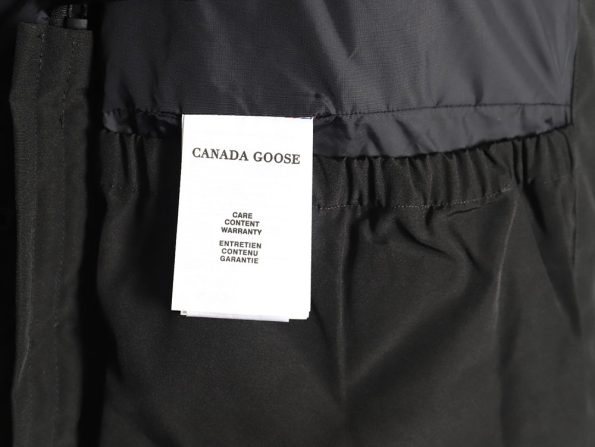 CANADA GOOSE
CARE
CONTENT
WARRANTY
ENTRETIEN
CONTENU
GARANTIE